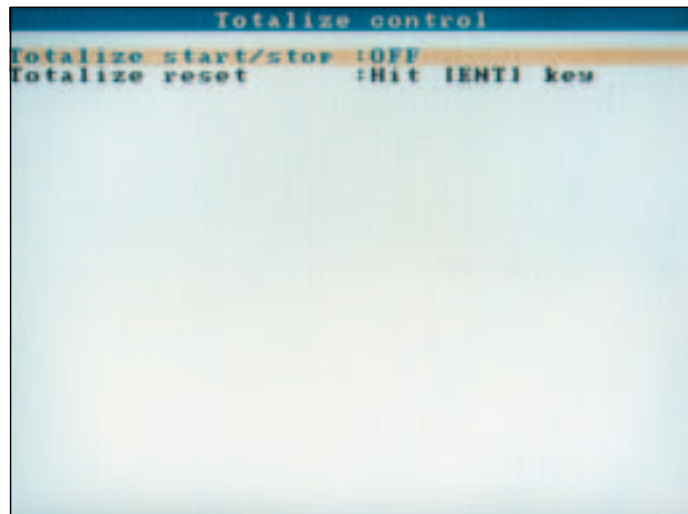 Totalize control
Totalize start/stop :OFF
Totalize reset :Hit [ENT] key